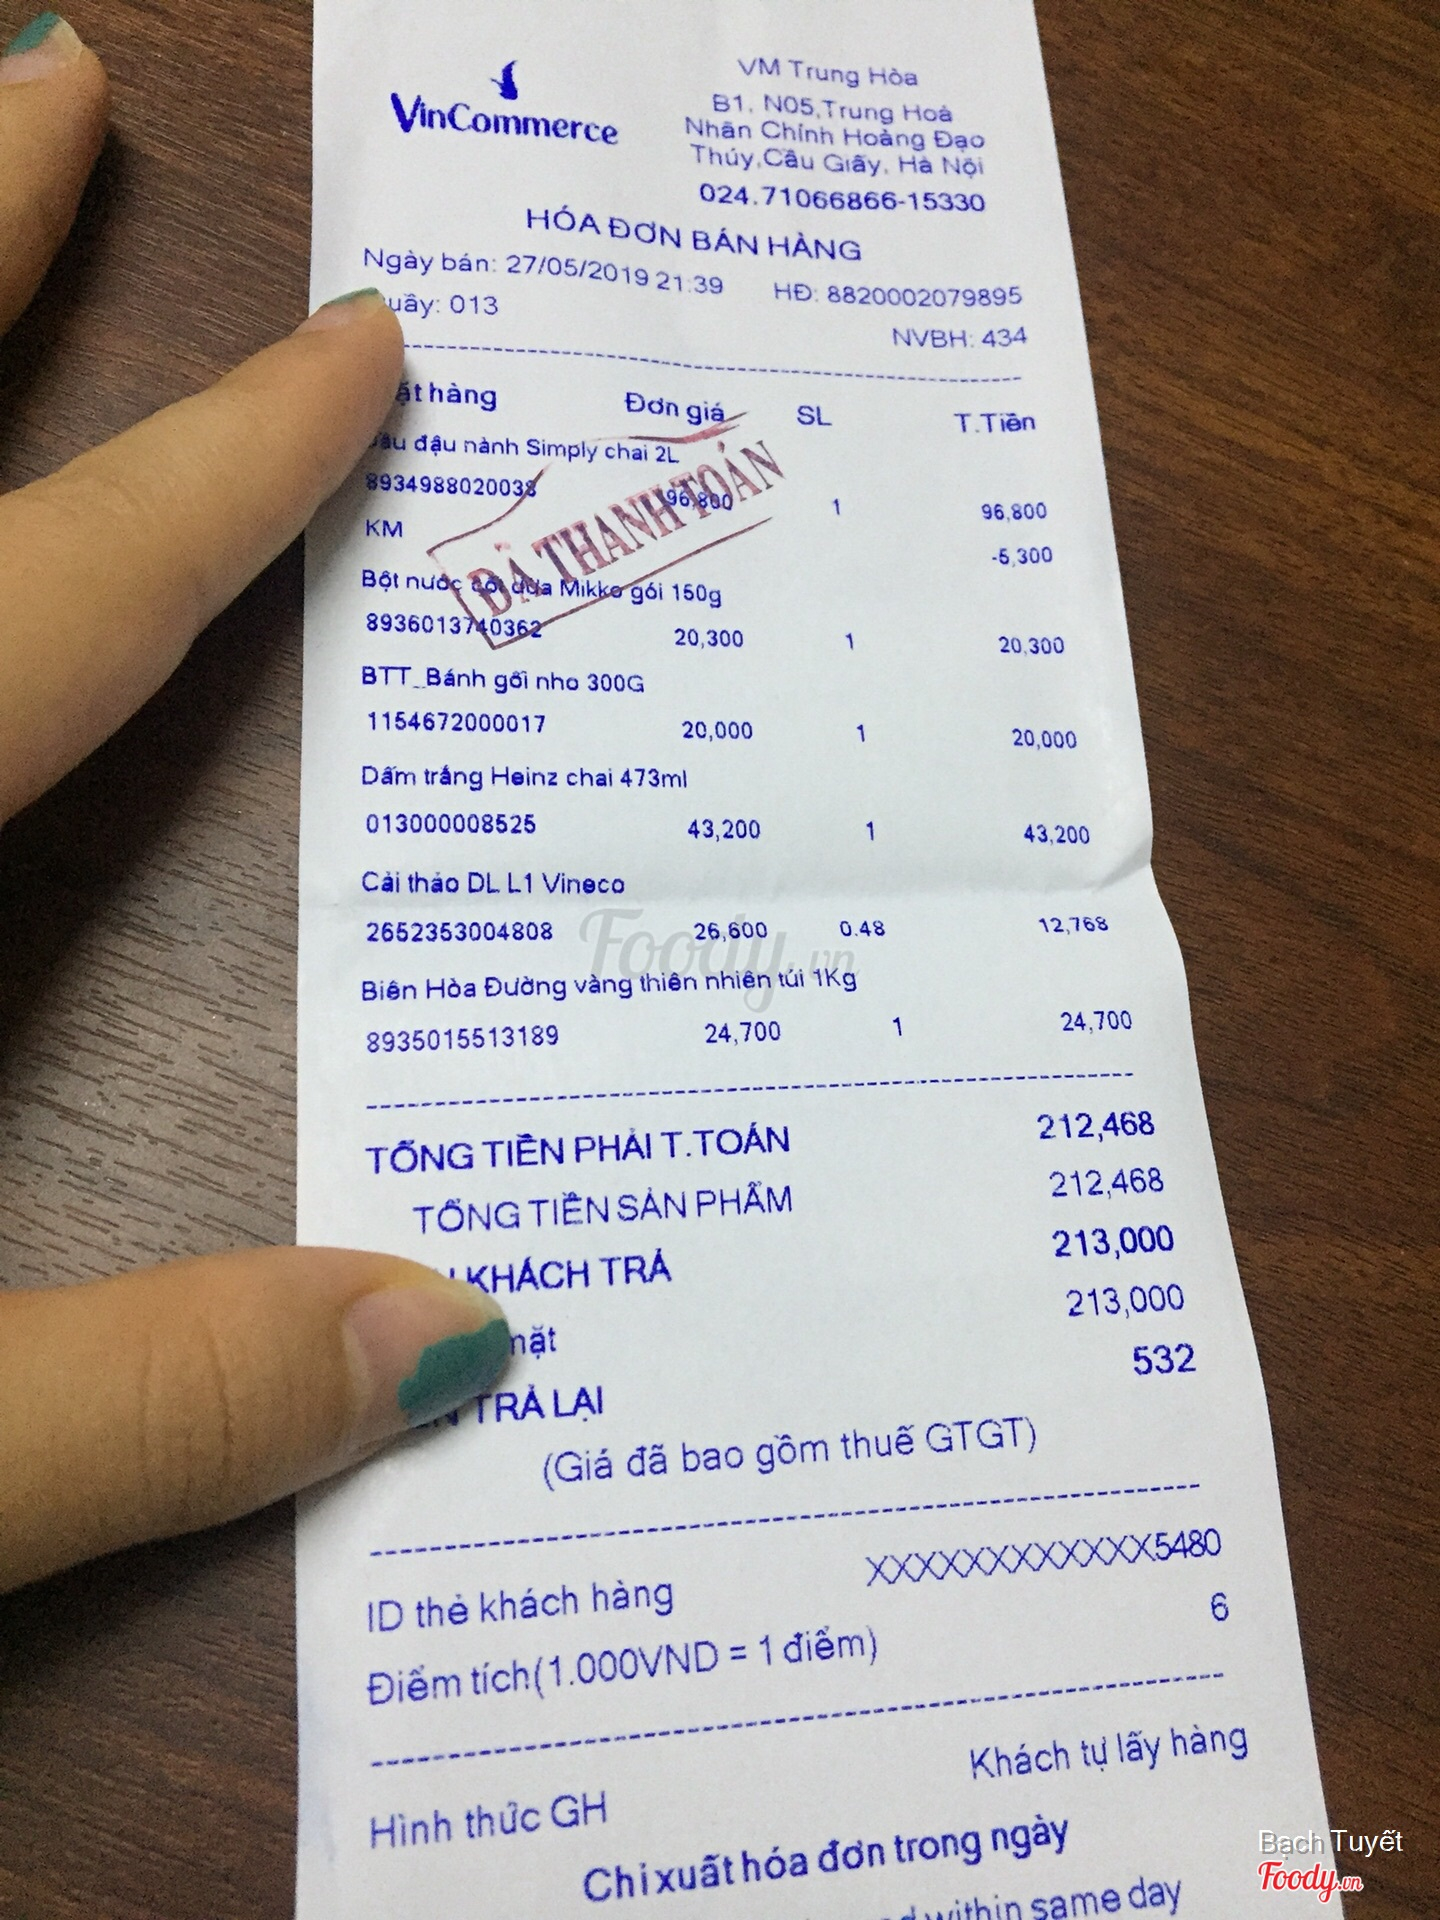 VinCommerce
VM Trung Hòa
B1, N05,Trung Hoà
Nhân Chính Hoàng Đạo
Thúy,Cầu Giấy, Hà Nội
024.71066866-15330
HÓA ĐƠN BÁN HÀNG
Ngày bán: 27/05/2019 21:39 HĐ: 8820002079895
uầy: 013 NVBH: 434
ặt hàng Đơn giá SL T.Tiền
ầu đậu nành Simply chai 2L
8934988020038 96,800 1 96,800
KM -5,300
ĐÃ THANH TOÁN
Bột nước cốt dừa Mikko gói 150g
8936013740362 20,300 1 20,300
BTT_Bánh gối nho 300G
1154672000017 20,000 1 20,000
Dấm trắng Heinz chai 473ml
013000008525 43,200 1 43,200
Cải thảo DL L1 Vineco
2652353004808 26,600 0.48 12,768
Biên Hòa Đường vàng thiên nhiên túi 1Kg
8935015513189 24,700 1 24,700
TỔNG TIỀN PHẢI T.TOÁN 212,468
TỔNG TIỀN SẢN PHẨM 212,468
KHÁCH TRẢ 213,000
mặt 213,000
TRẢ LẠI 532
(Giá đã bao gồm thuế GTGT)
ID thẻ khách hàng XXXXXXXXXXXX5480
Điểm tích(1.000VND = 1 điểm) 6
Hình thức GH Khách tự lấy hàng
Chỉ xuất hóa đơn trong ngày
within same day
Foody.vn
Bạch Tuyết
Foody.vn